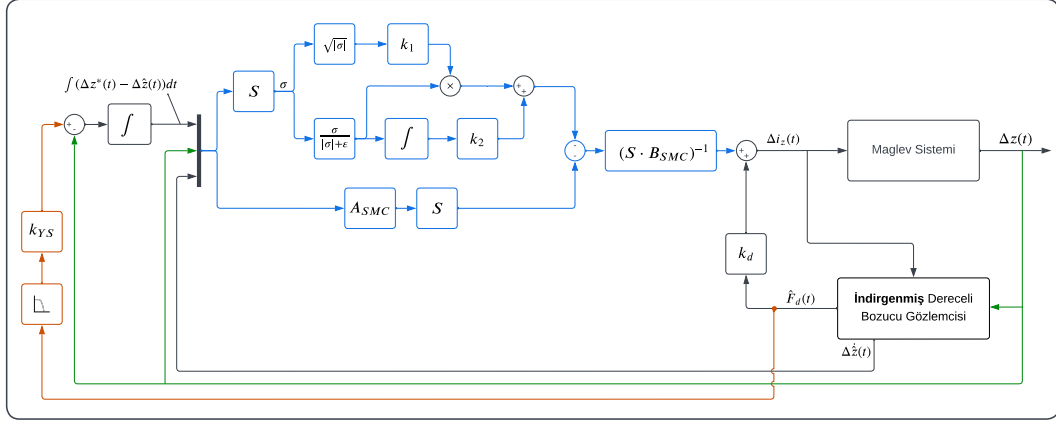 √|σ|
k₁
∫(Δz*(t) − Δẑ(t))dt
S
σ
×
+
+
+
-
∫
σ/(|σ|+ε)
∫
k₂
-
-
(S · B_SMC)⁻¹
+
+
Δi_z(t)
Maglev Sistemi
Δz(t)
A_SMC
S
k_YS
k_d
F̂_d(t)
İndirgenmiş Dereceli
Bozucu Gözlemcisi
Δẑ̇(t)